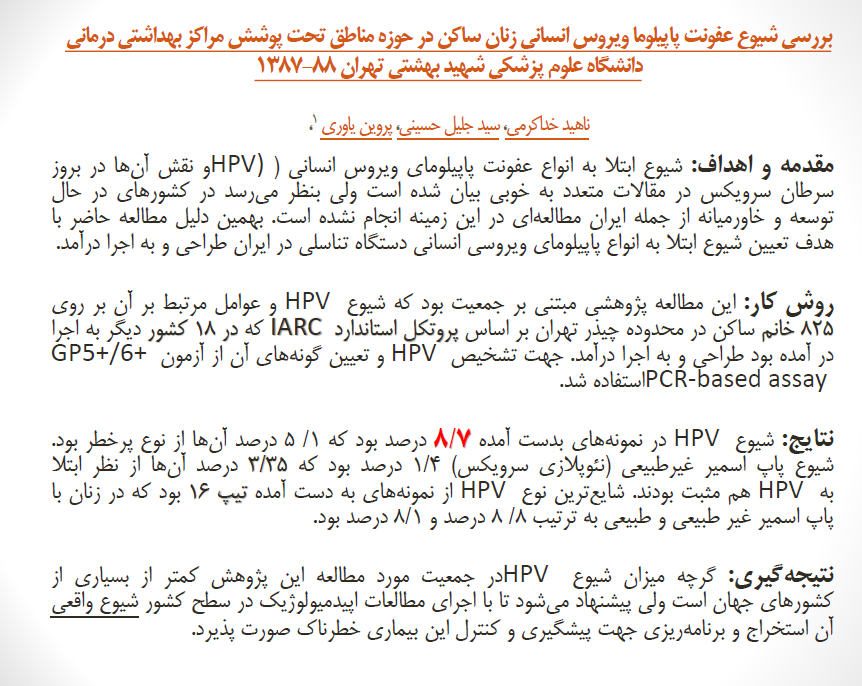 بررسی شیوع عفونت پاپیلوما ویروس انسانی زنان ساکن در حوزه مناطق تحت پوشش مراکز بهداشتی درمانی
دانشگاه علوم پزشکی شهید بهشتی تهران ۸۸–۱۳۸۷
ناهید خداکرمی، سید جلیل حسینی، پروین یاوری ۱،
مقدمه و اهداف: شیوع ابتلا به انواع عفونت پاپیلومای ویروس انسانی ( (HPVو نقش آن‌ها در بروز
سرطان سرویکس در مقالات متعدد به خوبی بیان شده است ولی بنظر می‌رسد در کشورهای در حال
توسعه و خاورمیانه از جمله ایران مطالعه‌ای در این زمینه انجام نشده است. بهمین دلیل مطالعه حاضر با
هدف تعیین شیوع ابتلا به انواع پاپیلومای ویروسی انسانی دستگاه تناسلی در ایران طراحی و به اجرا درآمد.
روش کار: این مطالعه پژوهشی مبتنی بر جمعیت بود که شیوع HPV و عوامل مرتبط بر آن بر روی
۸۲۵ خانم ساکن در محدوده چیذر تهران بر اساس پروتکل استاندارد IARC که در ۱۸ کشور دیگر به اجرا
در آمده بود طراحی و به اجرا درآمد. جهت تشخیص HPV و تعیین گونه‌های آن از آزمون GP5+/6+
PCR-based assayاستفاده شد.
نتایج: شیوع HPV در نمونه‌های بدست آمده ۸/۷ درصد بود که ۱/ ۵ درصد آن‌ها از نوع پرخطر بود.
شیوع پاپ اسمیر غیرطبیعی (نئوپلازی سرویکس) ۱/۴ درصد بود که ۳/۳۵ درصد آن‌ها از نظر ابتلا
به HPV هم مثبت بودند. شایع‌ترین نوع HPV از نمونه‌های به دست آمده تیپ ۱۶ بود که در زنان با
پاپ اسمیر غیر طبیعی و طبیعی به ترتیب ۸/ ۸ درصد و ۸/۱ درصد بود.
نتیجه‌گیری: گرچه میزان شیوع HPVدر جمعیت مورد مطالعه این پژوهش کمتر از بسیاری از
کشورهای جهان است ولی پیشنهاد می‌شود تا با اجرای مطالعات اپیدمیولوژیک در سطح کشور شیوع واقعی
آن استخراج و برنامه‌ریزی جهت پیشگیری و کنترل این بیماری خطرناک صورت پذیرد.